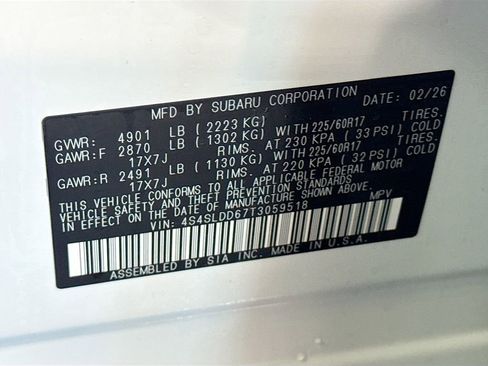 MFD BY SUBARU CORPORATION DATE: 02/26
GVWR: 4901 LB (2223 KG)
GAWR:F 2870 LB (1302 KG) WITH 225/60R17 TIRES.
17X7J RIMS. AT 230 KPA (33 PSI) COLD
GAWR:R 2491 LB (1130 KG) WITH 225/60R17 TIRES.
17X7J RIMS. AT 220 KPA (32 PSI) COLD
THIS VEHICLE CONFORMS TO ALL APPLICABLE FEDERAL MOTOR
VEHICLE SAFETY AND THEFT PREVENTION STANDARDS
IN EFFECT ON THE DATE OF MANUFACTURE SHOWN ABOVE.
VIN: 4S4SLDD67T3059518 MPV
ASSEMBLED BY SIA INC. MADE IN U.S.A.